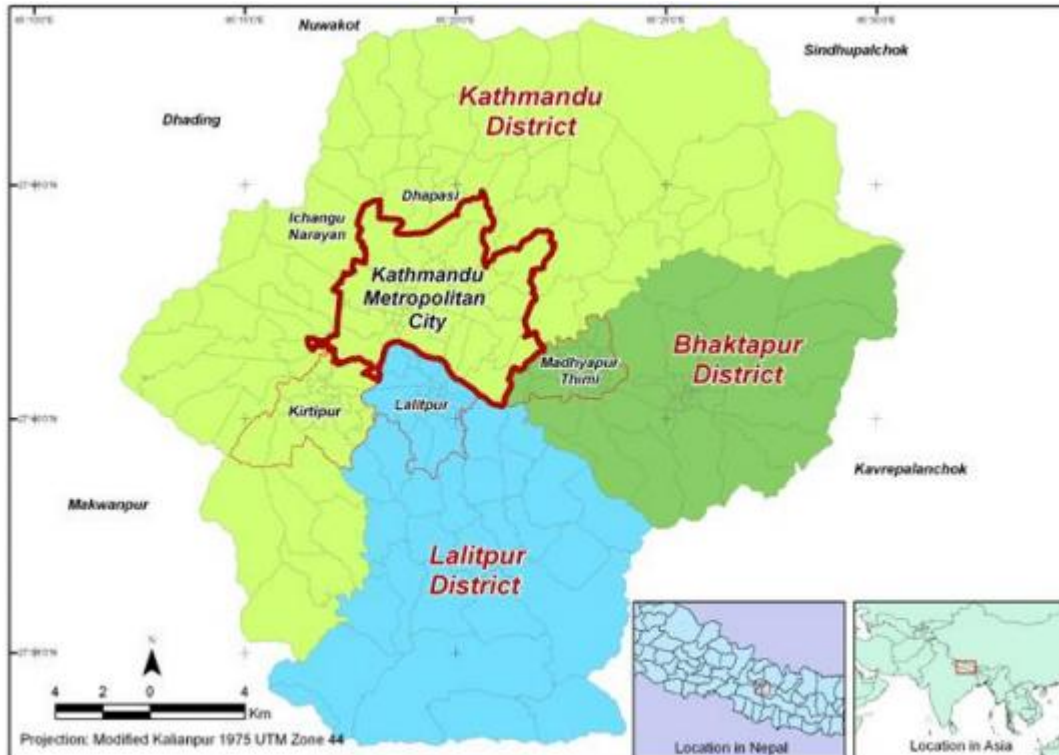 Nuwakot
Sindhupalchok
Kathmandu
District
Dhading
Dhapasi
Ichangu
Narayan
Kathmandu
Metropolitan
City
Bhaktapur
District
Madhyapur
Thimi
Kirtipur
Lalitpur
Kavrepalanchok
Makwanpur
Lalitpur
District
N
4 2 0 4
Km
Projection: Modified Kalianpur 1975 UTM Zone 44
Location in Nepal
Location in Asia